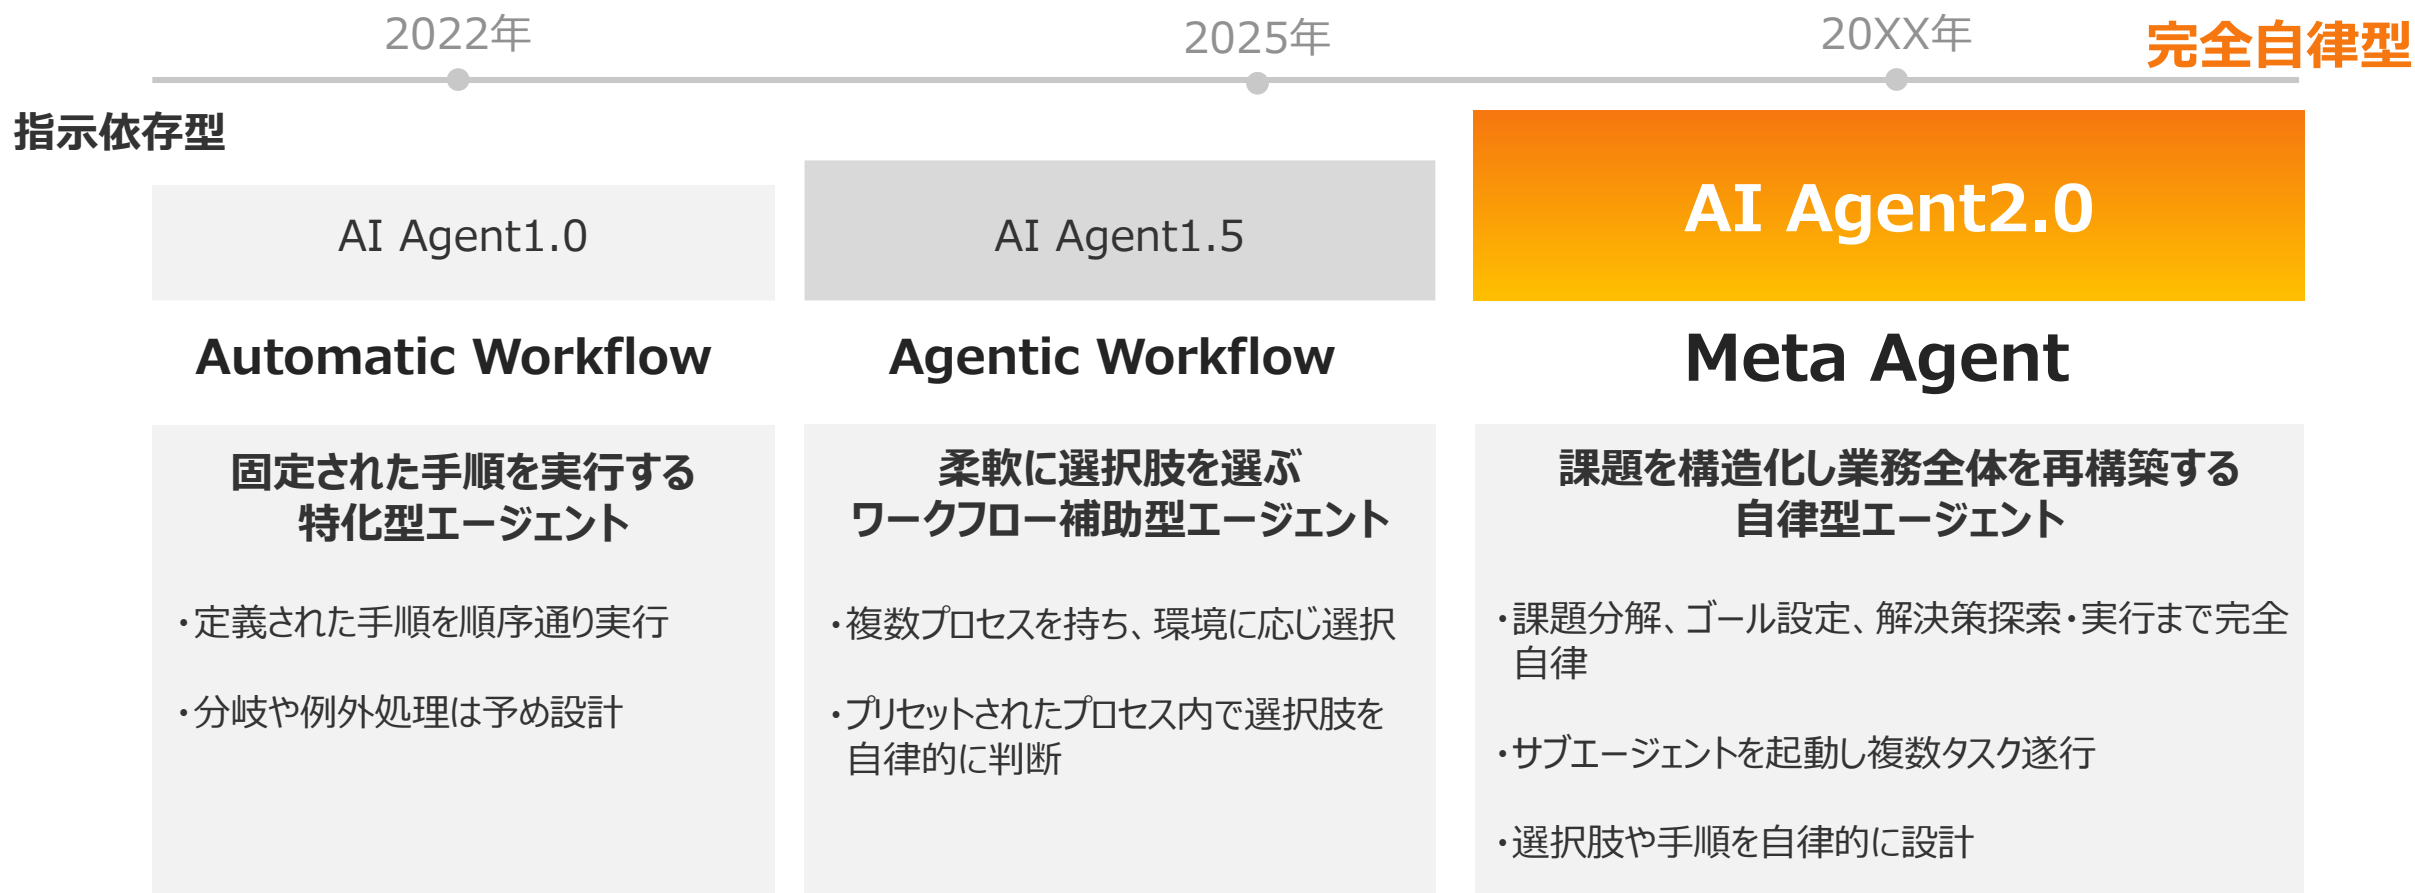 2022年
2025年
20XX年
完全自律型
指示依存型
AI Agent1.0
Automatic Workflow
固定された手順を実行する
特化型エージェント
・定義された手順を順序通り実行
・分岐や例外処理は予め設計
AI Agent1.5
Agentic Workflow
柔軟に選択肢を選ぶ
ワークフロー補助型エージェント
・複数プロセスを持ち、環境に応じ選択
・プリセットされたプロセス内で選択肢を
自律的に判断
AI Agent2.0
Meta Agent
課題を構造化し業務全体を再構築する
自律型エージェント
・課題分解、ゴール設定、解決策探索・実行まで完全
自律
・サブエージェントを起動し複数タスク遂行
・選択肢や手順を自律的に設計